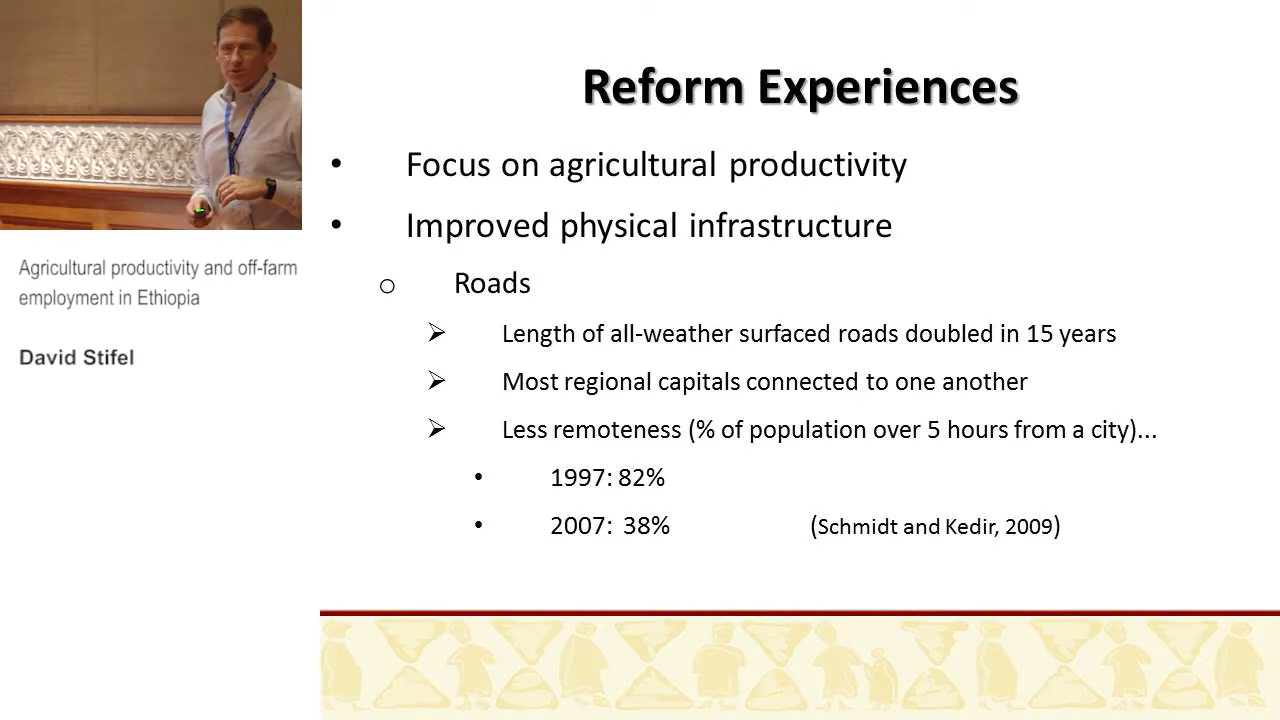 Reform Experiences
• Focus on agricultural productivity
• Improved physical infrastructure
o Roads
➢ Length of all-weather surfaced roads doubled in 15 years
➢ Most regional capitals connected to one another
➢ Less remoteness (% of population over 5 hours from a city)...
• 1997: 82%
• 2007: 38% (Schmidt and Kedir, 2009)
Agricultural productivity and off-farm
employment in Ethiopia
David Stifel